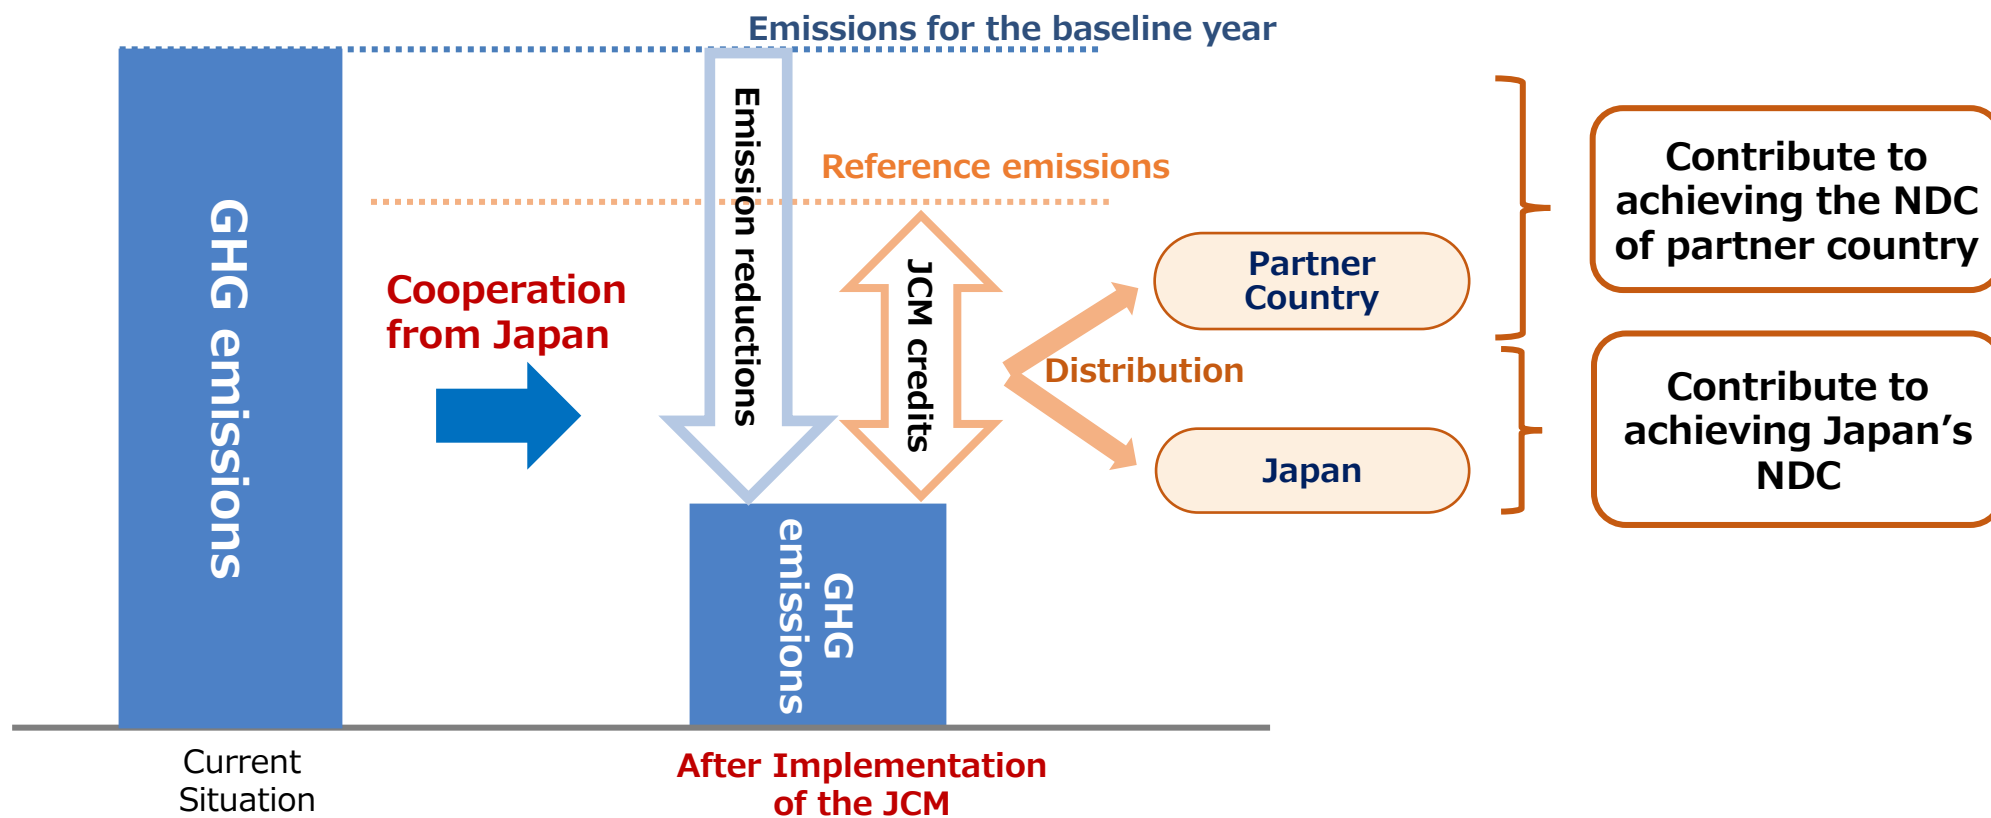 Emissions for the baseline year
GHG emissions
Emission reductions
Reference emissions
Cooperation
from Japan
JCM credits
Distribution
Partner
Country
Japan
Contribute to
achieving the NDC
of partner country
Contribute to
achieving Japan’s
NDC
GHG
emissions
Current
Situation
After Implementation
of the JCM